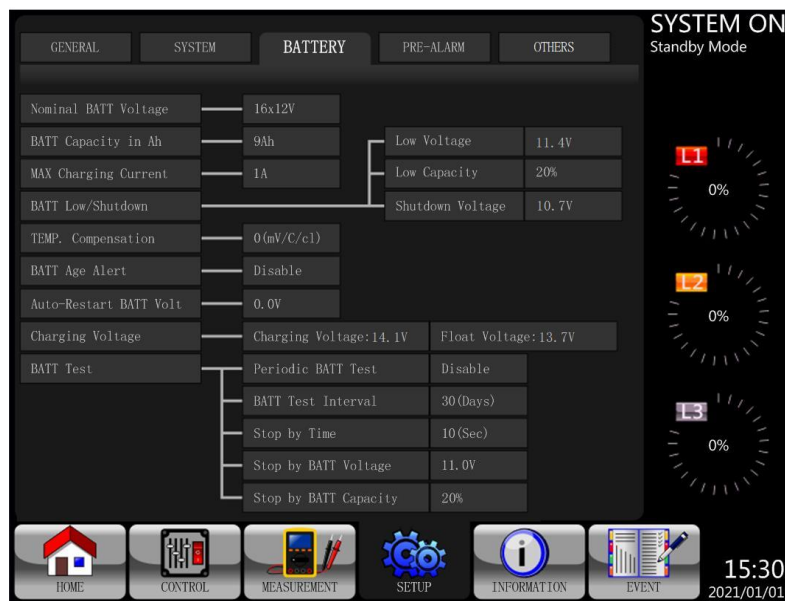 GENERAL SYSTEM BATTERY PRE-ALARM OTHERS
SYSTEM ON
Standby Mode
Nominal BATT Voltage 16x12V
BATT Capacity in Ah 9Ah Low Voltage 11.4V
MAX Charging Current 1A Low Capacity 20%
BATT Low/Shutdown Shutdown Voltage 10.7V
TEMP. Compensation 0(mV/C/cl)
BATT Age Alert Disable
Auto-Restart BATT Volt 0.0V
Charging Voltage Charging Voltage:14.1V Float Voltage:13.7V
BATT Test Periodic BATT Test Disable
BATT Test Interval 30(Days)
Stop by Time 10(Sec)
Stop by BATT Voltage 11.0V
Stop by BATT Capacity 20%
L1
0%
L2
0%
L3
0%
HOME CONTROL MEASUREMENT SETUP INFORMATION EVENT
15:30
2021/01/01